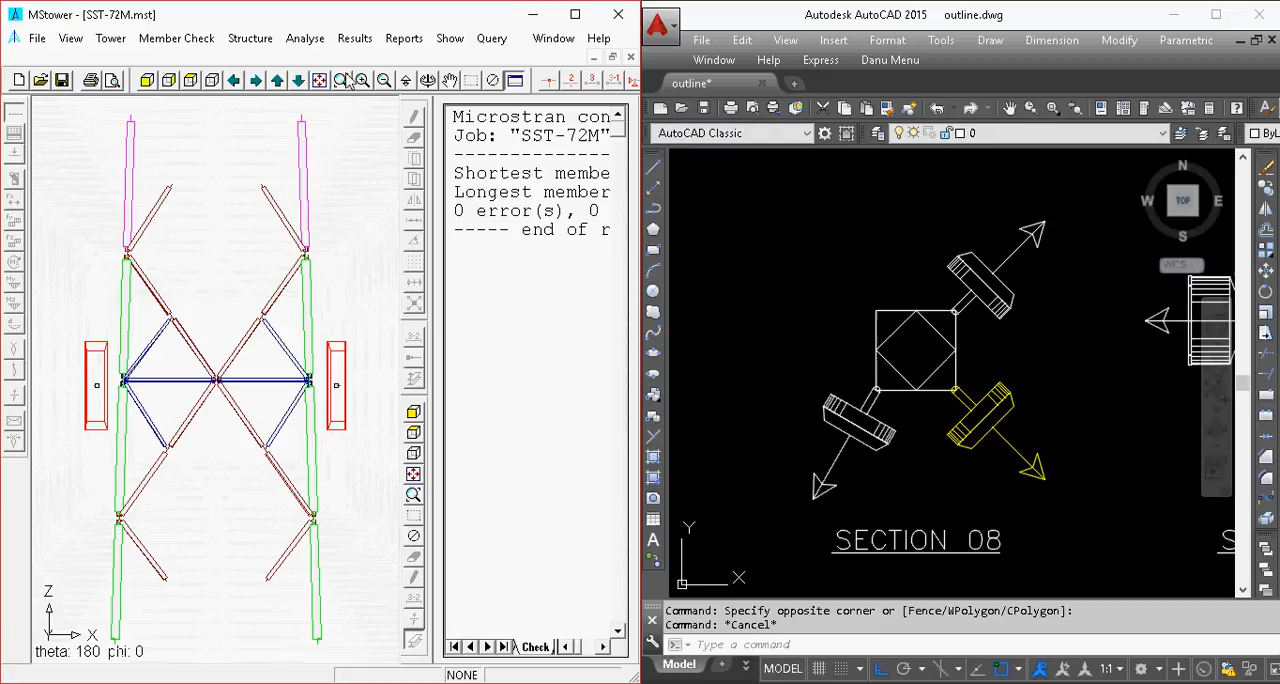 MStower - [SST-72M.mst]
File View Tower Member Check Structure Analyse Results Reports Show Query Window Help
Microstran con
Job: "SST-72M"
Shortest membe
Longest member
0 error(s), 0
----- end of r
Z
Y
X
theta: 180 phi: 0
Check
NONE
Autodesk AutoCAD 2015 outline.dwg
File Edit View Insert Format Tools Draw Dimension Modify Parametric
Window Help Express Danu Menu
outline*
AutoCAD Classic
0
ByL
N
W TOP E
S
WCS
SECTION 08
S
Y
X
Command: Specify opposite corner or [Fence/WPolygon/CPolygon]:
Command: *Cancel*
Type a command
Model
MODEL
1:1